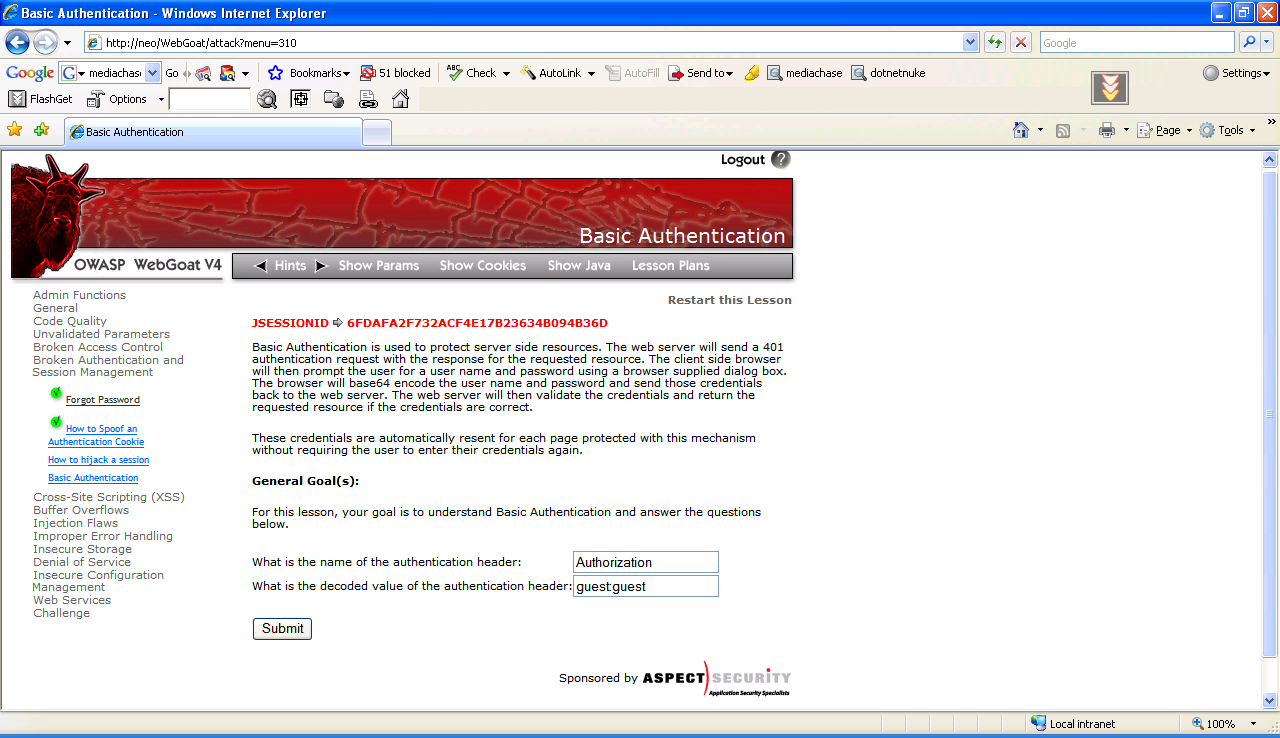 Basic Authentication - Windows Internet Explorer
http://neo/WebGoat/attack?menu=310
Google
Google G mediachas Go Bookmarks 51 blocked ABC Check AutoLink AutoFill Send to mediachase dotnetnuke Settings
FlashGet Options
Basic Authentication
Page Tools »
Logout ?
Basic Authentication
OWASP WebGoat V4
Hints Show Params Show Cookies Show Java Lesson Plans
Admin Functions
General
Code Quality
Unvalidated Parameters
Broken Access Control
Broken Authentication and
Session Management
Forgot Password
How to Spoof an
Authentication Cookie
How to hijack a session
Basic Authentication
Cross-Site Scripting (XSS)
Buffer Overflows
Injection Flaws
Improper Error Handling
Insecure Storage
Denial of Service
Insecure Configuration
Management
Web Services
Challenge
Restart this Lesson
JSESSIONID ⇨ 6FDAFA2F732ACF4E17B23634B094B36D
Basic Authentication is used to protect server side resources. The web server will send a 401
authentication request with the response for the requested resource. The client side browser
will then prompt the user for a user name and password using a browser supplied dialog box.
The browser will base64 encode the user name and password and send those credentials
back to the web server. The web server will then validate the credentials and return the
requested resource if the credentials are correct.
These credentials are automatically resent for each page protected with this mechanism
without requiring the user to enter their credentials again.
General Goal(s):
For this lesson, your goal is to understand Basic Authentication and answer the questions
below.
What is the name of the authentication header: Authorization
What is the decoded value of the authentication header: guest:guest
Submit
Sponsored by ASPECT SECURITY
Application Security Specialists
Local intranet 100%